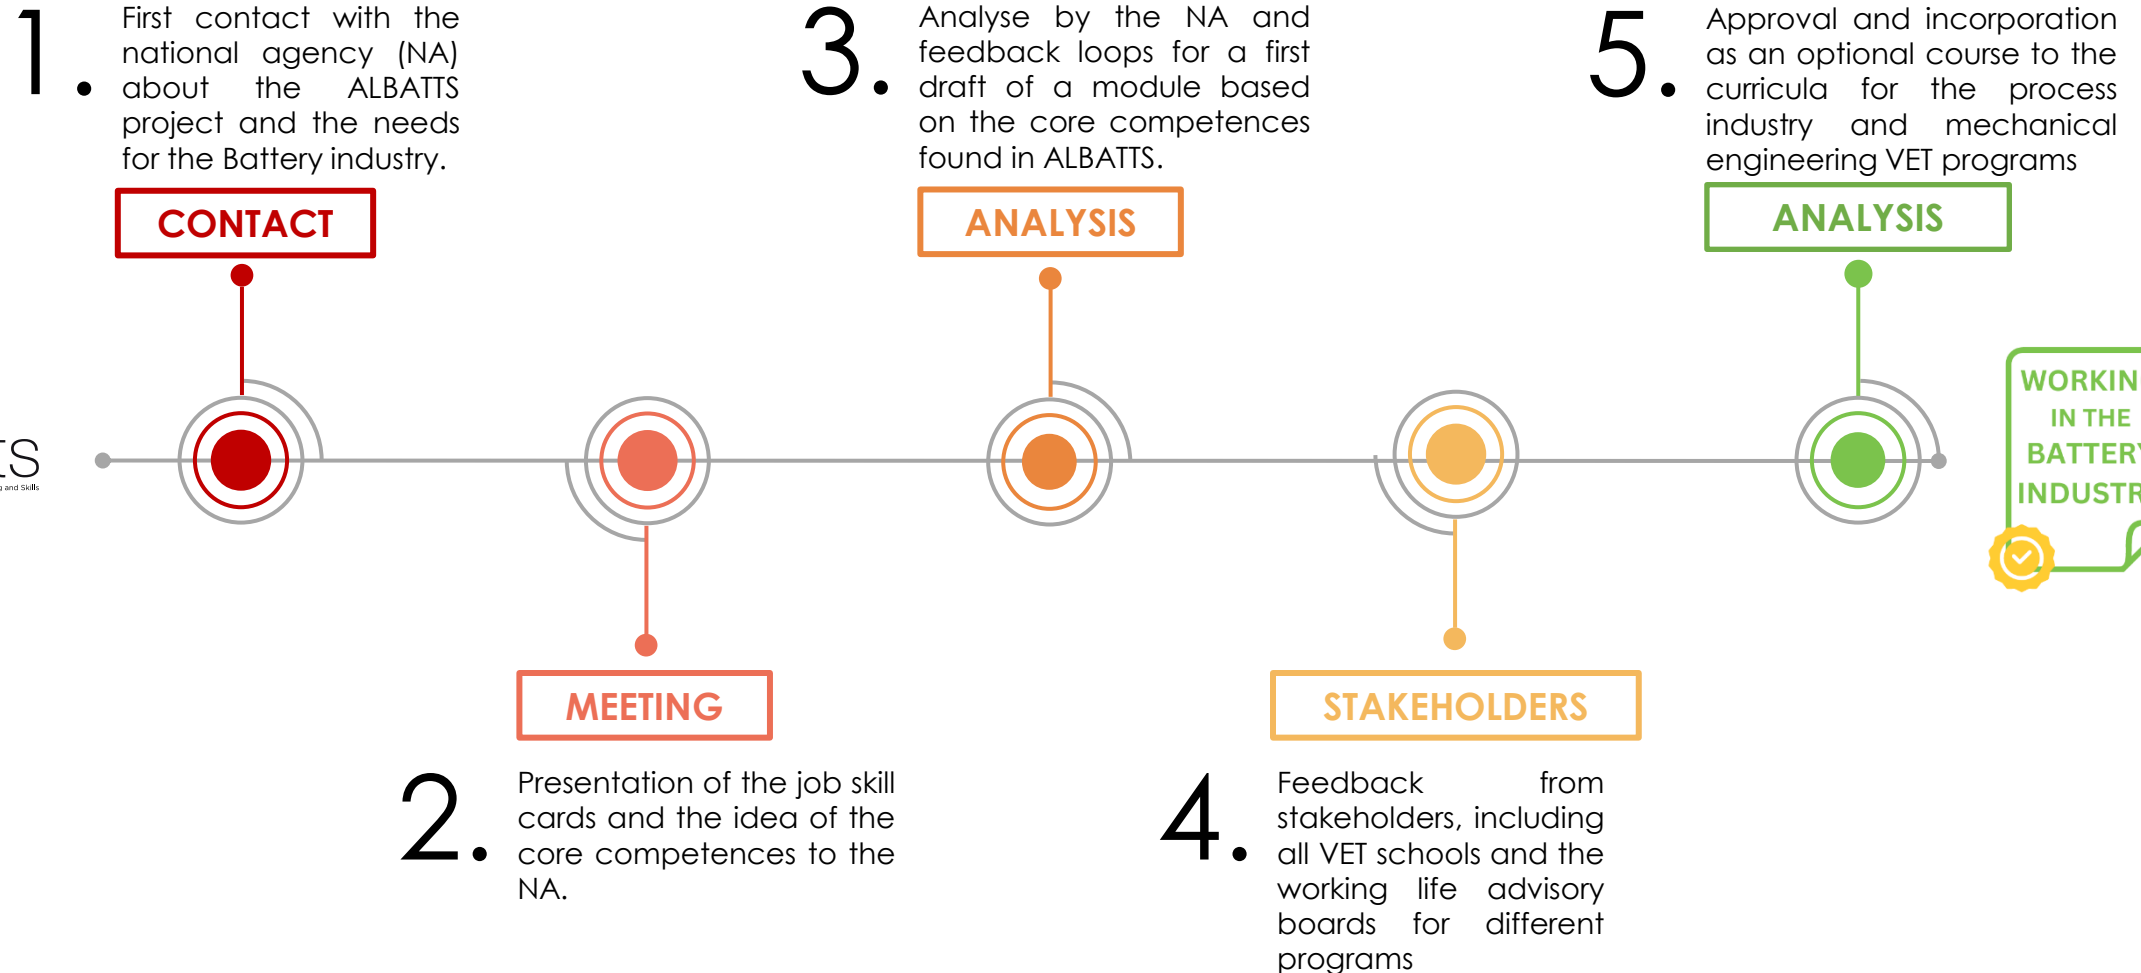 1.
First contact with the
national agency (NA)
about the ALBATTS
project and the needs
for the Battery industry.
CONTACT
2.
MEETING
Presentation of the job skill
cards and the idea of the
core competences to the
NA.
3.
Analyse by the NA and
feedback loops for a first
draft of a module based
on the core competences
found in ALBATTS.
ANALYSIS
4.
STAKEHOLDERS
Feedback from
stakeholders, including
all VET schools and the
working life advisory
boards for different
programs
5.
Approval and incorporation
as an optional course to the
curricula for the process
industry and mechanical
engineering VET programs
ANALYSIS
IN THE
and Skills